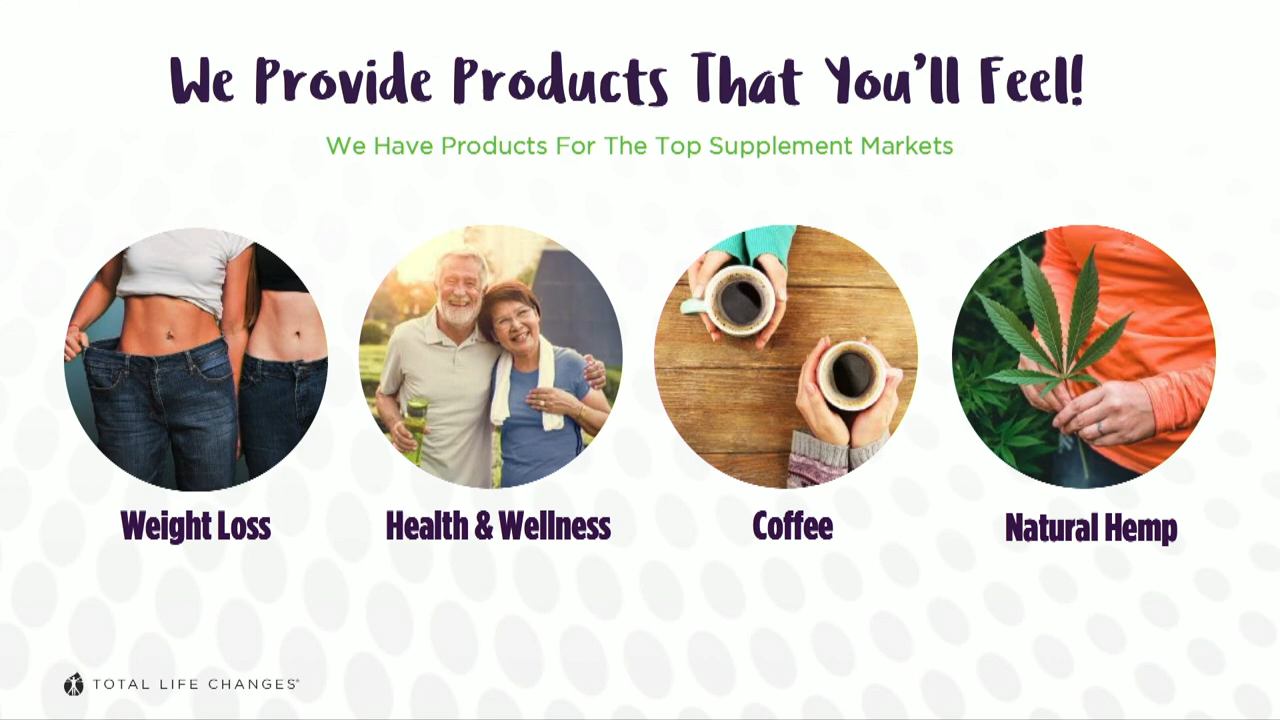 We Provide Products That You'll Feel!
We Have Products For The Top Supplement Markets
Weight Loss
Health & Wellness
Coffee
Natural Hemp
TOTAL LIFE CHANGES®